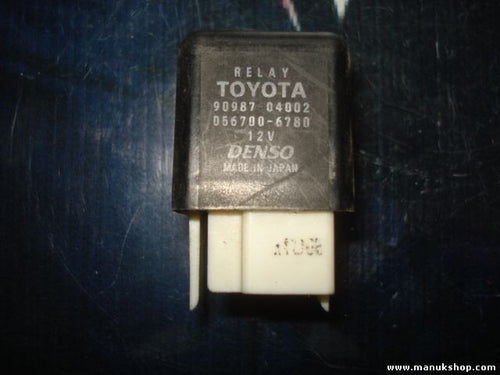 RELAY
TOYOTA
90987-04002
056700-6780
12V
DENSO
MADE IN JAPAN
www.manukshop.com